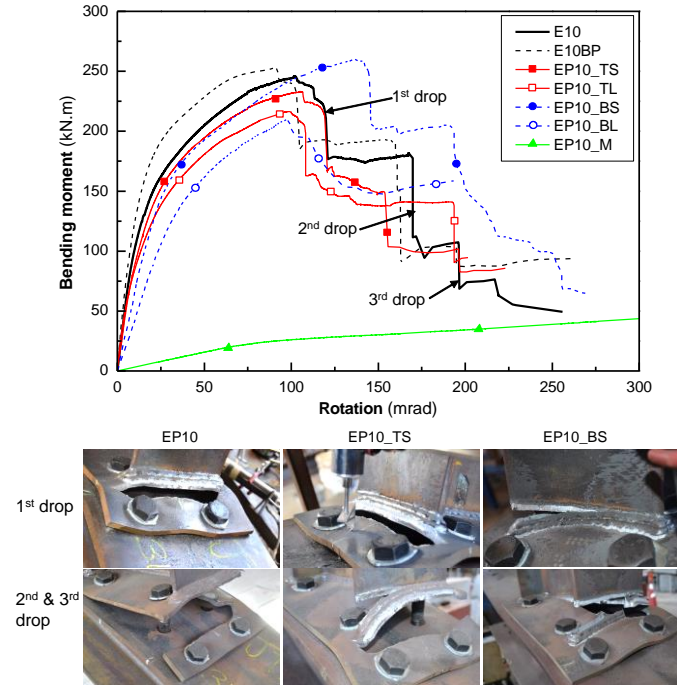 300
250
200
150
100
50
0
Bending moment (kN.m)
E10
E10BP
EP10_TS
EP10_TL
EP10_BS
EP10_BL
EP10_M
1st drop
2nd drop
3rd drop
0 50 100 150 200 250 300
Rotation (mrad)
EP10 EP10_TS EP10_BS
1st drop
2nd & 3rd
drop